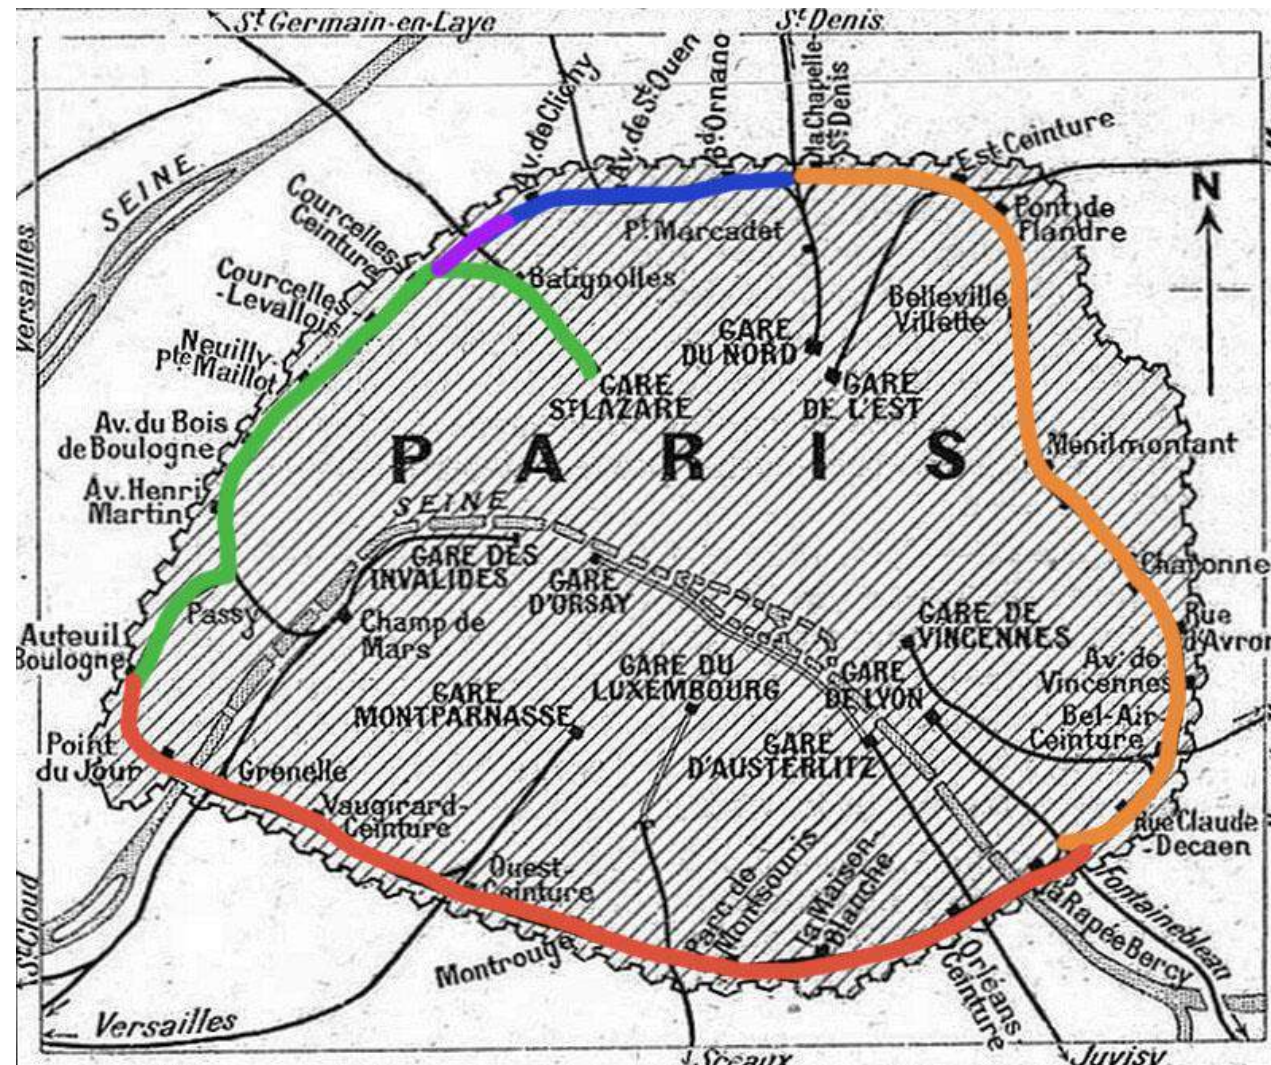 St Germain-en-Laye
St Denis
Av. de Clichy
Av. de St Ouen
Bd Ornano
la Chapelle-
St Denis
Est Ceinture
SEINE
Courcelles
Ceinture
Pt Marcadet
Pont de
Flandre
N
Versailles
Courcelles
-Levallois
Batignolles
Belleville
Villette
Neuilly-
Pte Maillot
GARE
DU NORD
GARE
ST LAZARE
GARE
DE L'EST
Av. du Bois
de Boulogne
PARIS
Ménilmontant
Av. Henri
Martin
SEINE
GARE DES
INVALIDES
GARE
D'ORSAY
Charonne
Passy
Champ de
Mars
GARE DE
VINCENNES
Rue
d'Avron
Auteuil
Boulogne
GARE DU
LUXEMBOURG
GARE
DE LYON
Av. de
Vincennes
GARE
MONTPARNASSE
Bel-Air-
Ceinture
Point
du Jour
GARE
D'AUSTERLITZ
Grenelle
Vaugirard-
Ceinture
Rue Claude
-Decaen
Ouest-
Ceinture
Parc de
Montsouris
la Maison-
Blanche
la Rapée Bercy
Fontainebleau
St Cloud
Montrouge
Orléans
Ceinture
Versailles
Sceaux
Juvisy